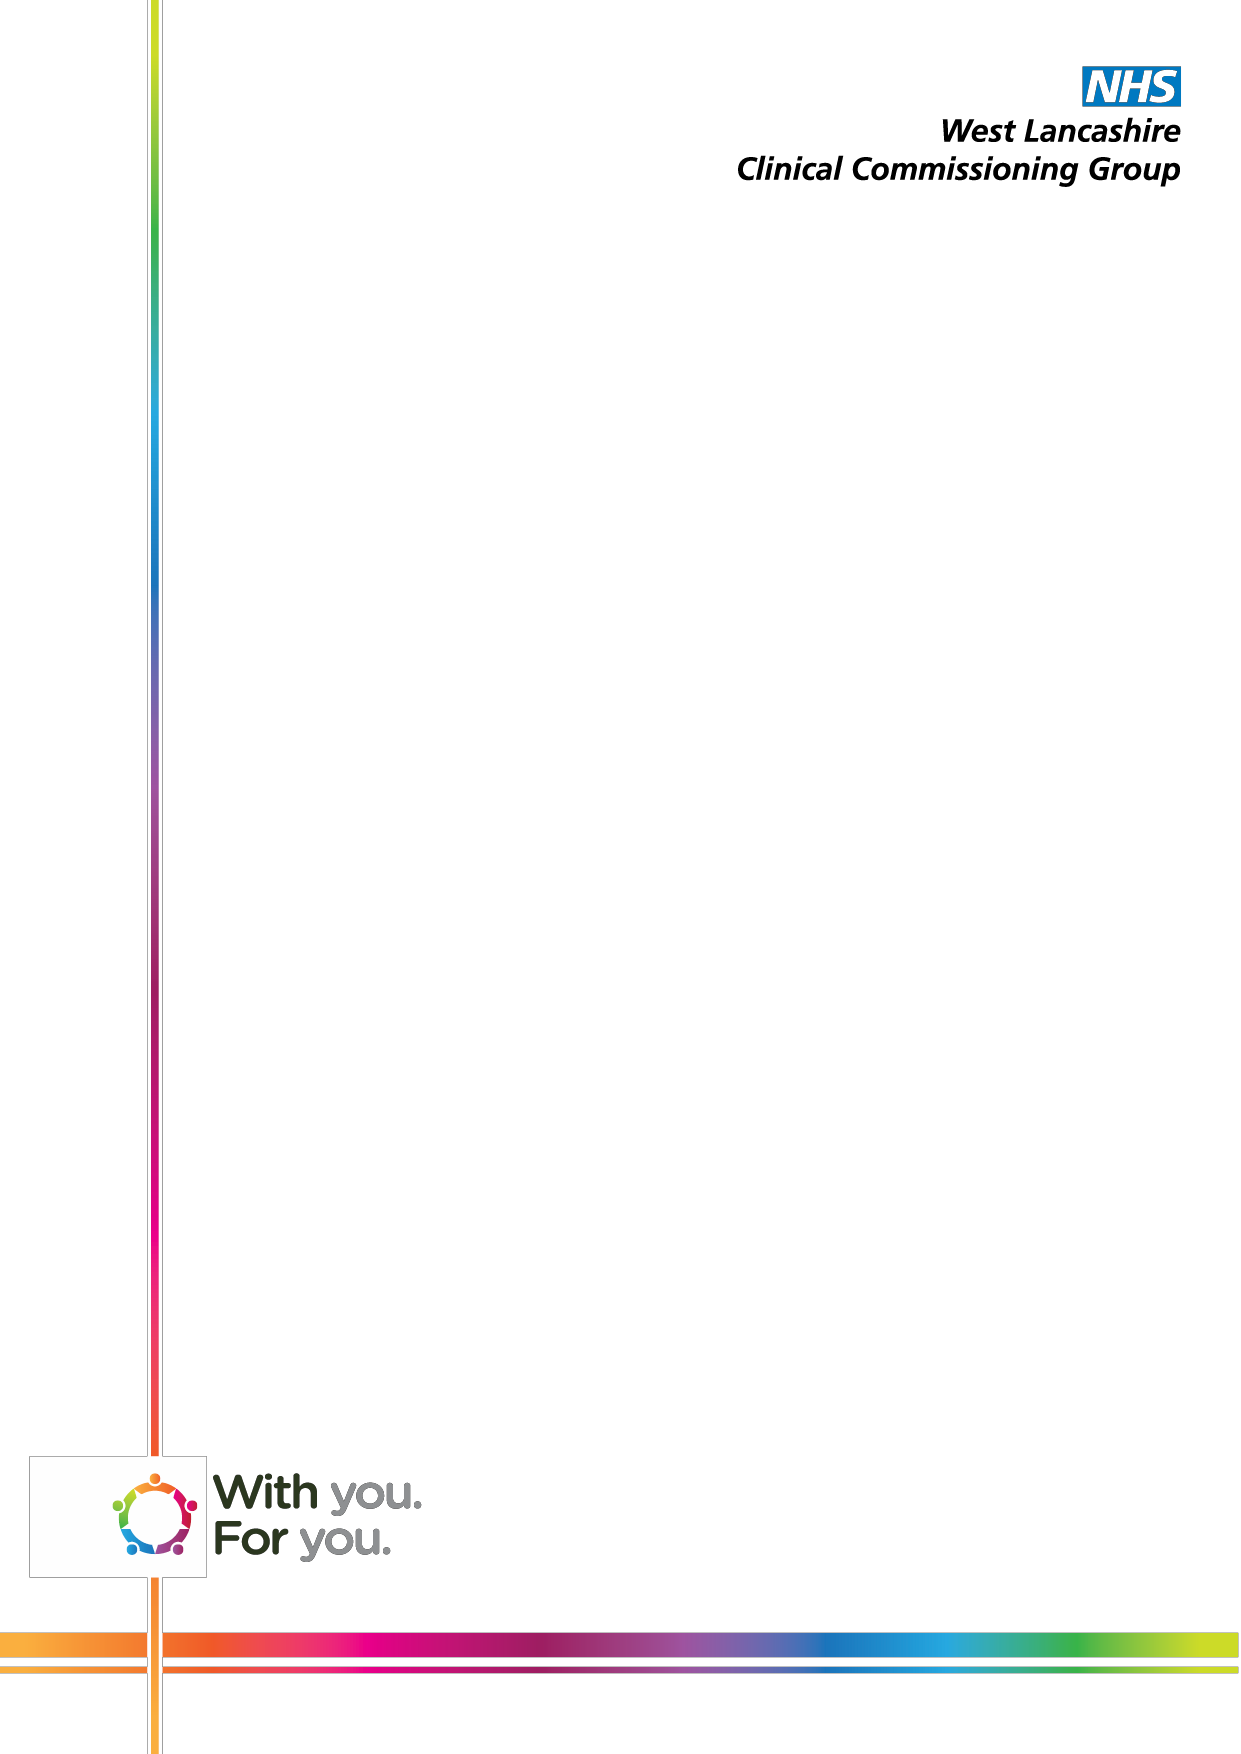 NHS
West Lancashire
Clinical Commissioning Group
With you.
For you.